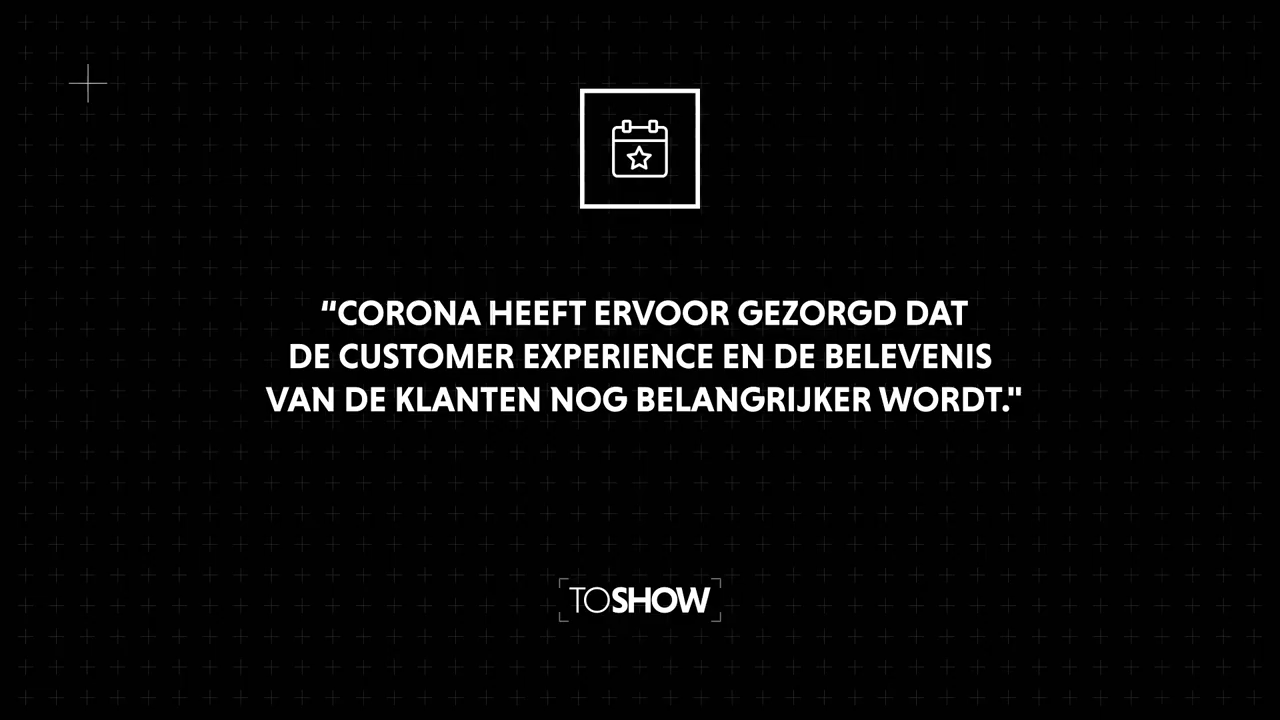 “CORONA HEEFT ERVOOR GEZORGD DAT
DE CUSTOMER EXPERIENCE EN DE BELEVENIS
VAN DE KLANTEN NOG BELANGRIJKER WORDT."
TOSHOW